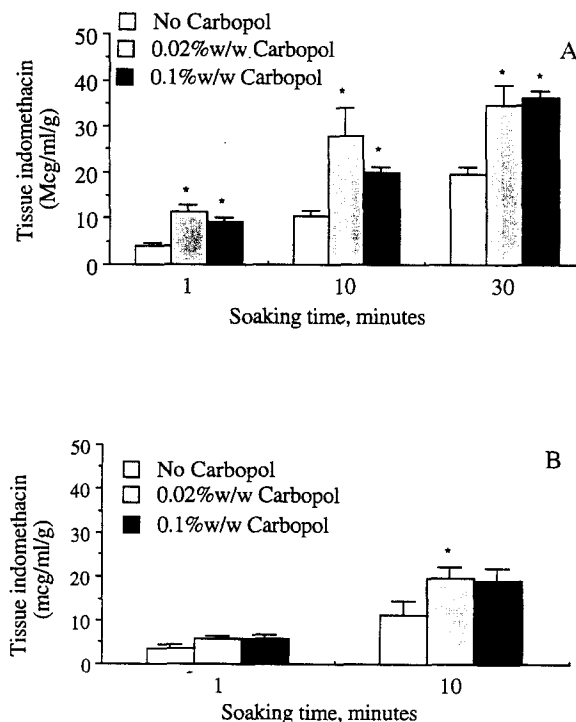 No Carbopol
0.02%w/w Carbopol
0.1%w/w Carbopol
A
Tissue indomethacin
(Mcg/ml/g)
50
40
30
20
10
0
* * * * * *
1 10 30
Soaking time, minutes
B
No Carbopol
0.02%w/w Carbopol
0.1%w/w Carbopol
Tissue indomethacin
(mcg/ml/g)
50
40
30
20
10
0
*
1 10
Soaking time, minutes